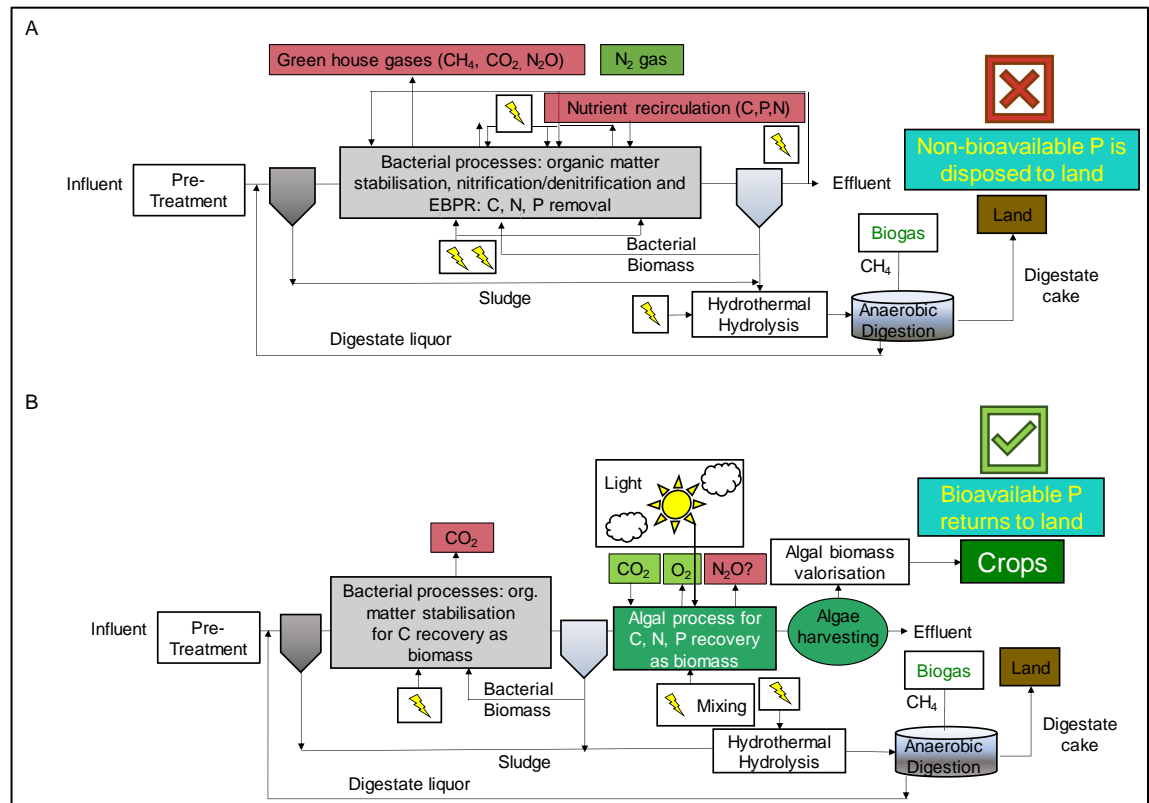 A
Green house gases (CH₄, CO₂, N₂O)
N₂ gas
Nutrient recirculation (C,P,N)
Non-bioavailable P is
disposed to land
Influent
Pre-
Treatment
Bacterial processes: organic matter
stabilisation, nitrification/denitrification and
EBPR: C, N, P removal
Effluent
Land
Biogas
CH₄
Bacterial
Biomass
Digestate
cake
Sludge
Hydrothermal
Hydrolysis
Anaerobic
Digestion
Digestate liquor
B
Light
Bioavailable P
returns to land
CO₂
CO₂
O₂
N₂O?
Algal biomass
valorisation
Crops
Influent
Pre-
Treatment
Bacterial processes: org.
matter stabilisation
for C recovery as
biomass
Algal process for
C, N, P recovery
as biomass
Algae
harvesting
Effluent
Biogas
Land
CH₄
Bacterial
Biomass
Mixing
Digestate
cake
Sludge
Hydrothermal
Hydrolysis
Anaerobic
Digestion
Digestate liquor